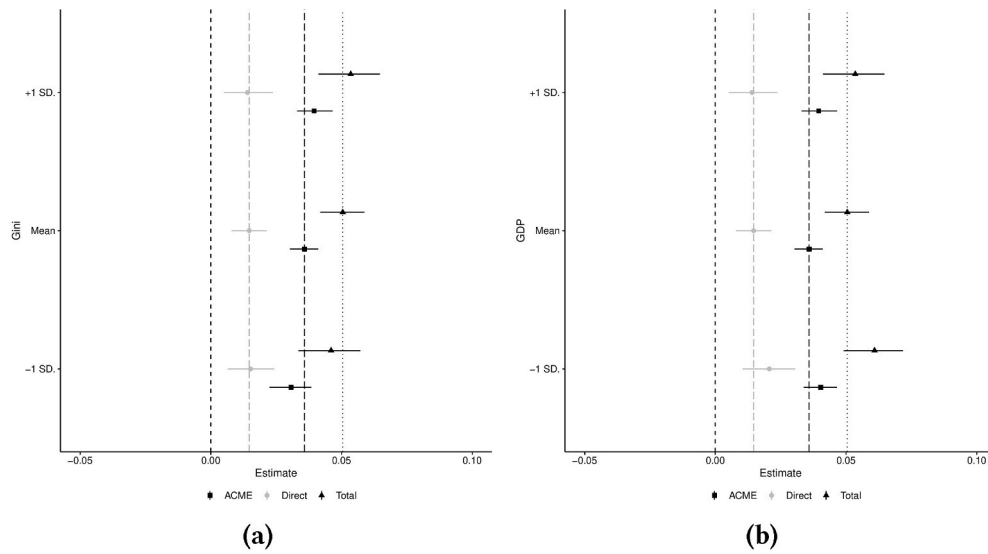 +1 SD.
Mean
−1 SD.
Gini
−0.05 0.00 0.05 0.10
Estimate
ACME Direct Total
(a)
+1 SD.
Mean
−1 SD.
GDP
−0.05 0.00 0.05 0.10
Estimate
ACME Direct Total
(b)